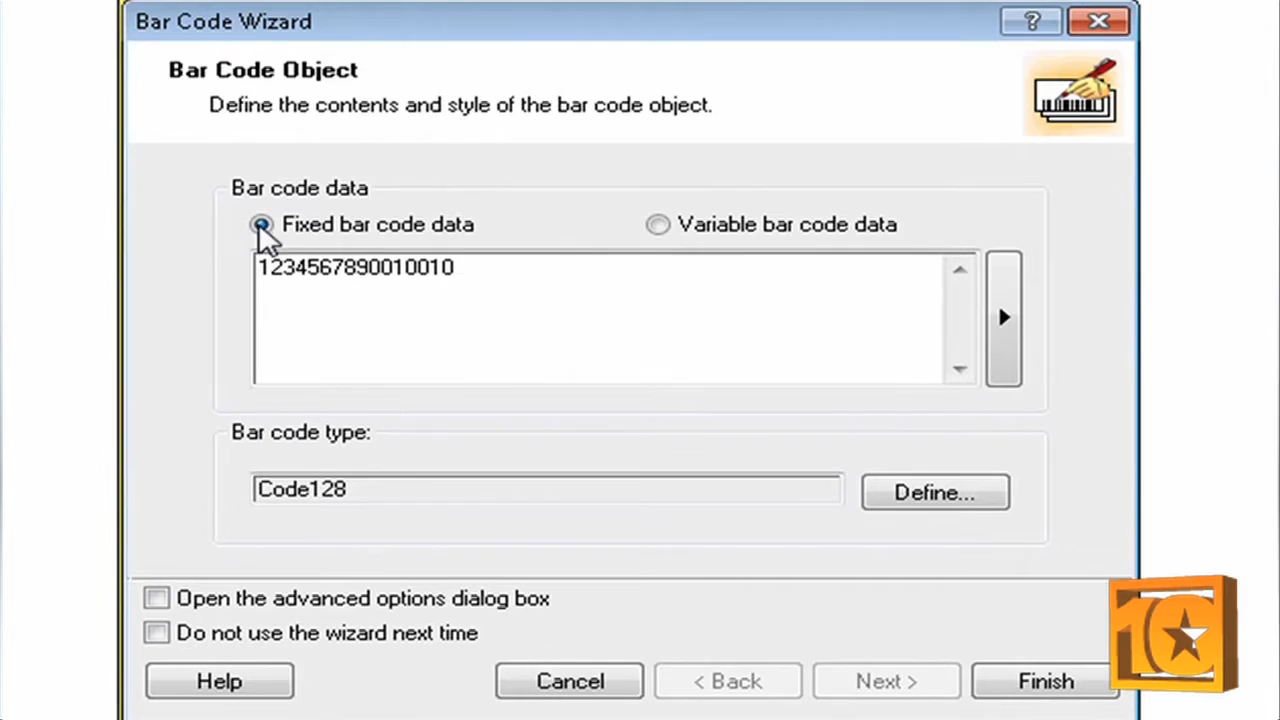 Bar Code Wizard
?
Bar Code Object
Define the contents and style of the bar code object.
Bar code data
Fixed bar code data
Variable bar code data
1234567890010010
Bar code type:
Code128
Define...
Open the advanced options dialog box
Do not use the wizard next time
Help
Cancel
< Back
Next >
Finish
10